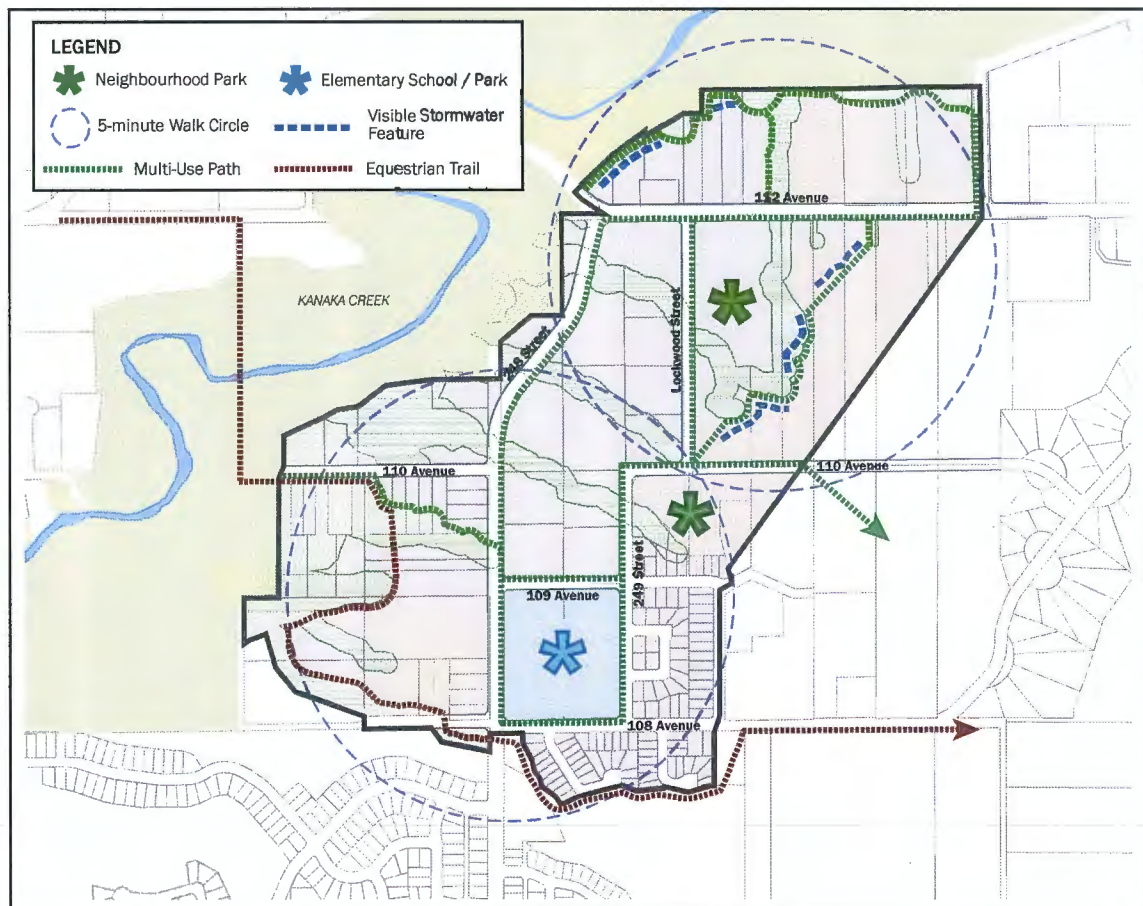 LEGEND
Neighbourhood Park
Elementary School / Park
5-minute Walk Circle
Visible Stormwater
Feature
Multi-Use Path
Equestrian Trail
112 Avenue
KANAKA CREEK
248 Street
Lockwood Street
110 Avenue
110 Avenue
249 Street
109 Avenue
108 Avenue